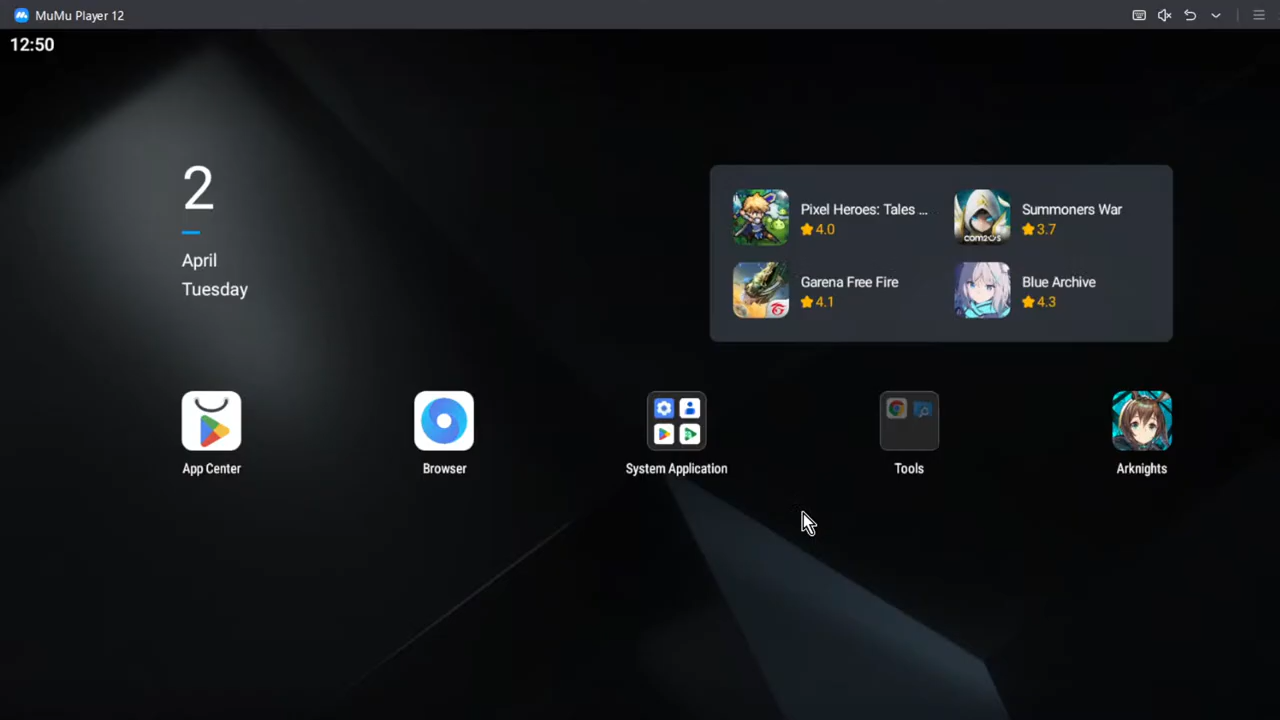 MuMu Player 12
12:50
2
April
Tuesday
Pixel Heroes: Tales ...
4.0
Summoners War
3.7
com2us
Garena Free Fire
4.1
Blue Archive
4.3
App Center
Browser
System Application
Tools
Arknights